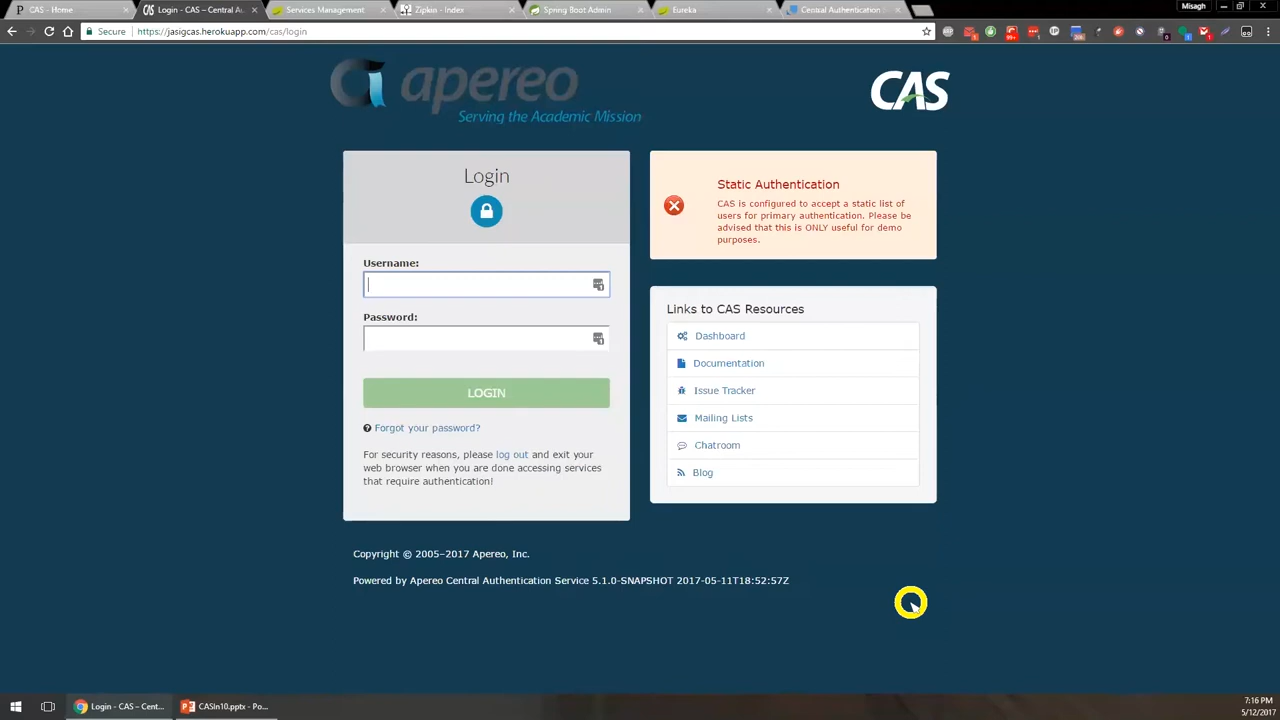 CAS – Home
Login – CAS – Central Au
Services Management
Zipkin - Index
Spring Boot Admin
Eureka
Central Authentication
Misagh
Secure
https://jasigcas.herokuapp.com/cas/login
apereo
Serving the Academic Mission
CAS
Login
Username:
Password:
LOGIN
Forgot your password?
For security reasons, please log out and exit your
web browser when you are done accessing services
that require authentication!
Static Authentication
CAS is configured to accept a static list of
users for primary authentication. Please be
advised that this is ONLY useful for demo
purposes.
Links to CAS Resources
Dashboard
Documentation
Issue Tracker
Mailing Lists
Chatroom
Blog
Copyright © 2005–2017 Apereo, Inc.
Powered by Apereo Central Authentication Service 5.1.0-SNAPSHOT 2017-05-11T18:52:57Z
Login - CAS – Cent...
CASin10.pptx - Po...
7:16 PM
5/12/2017